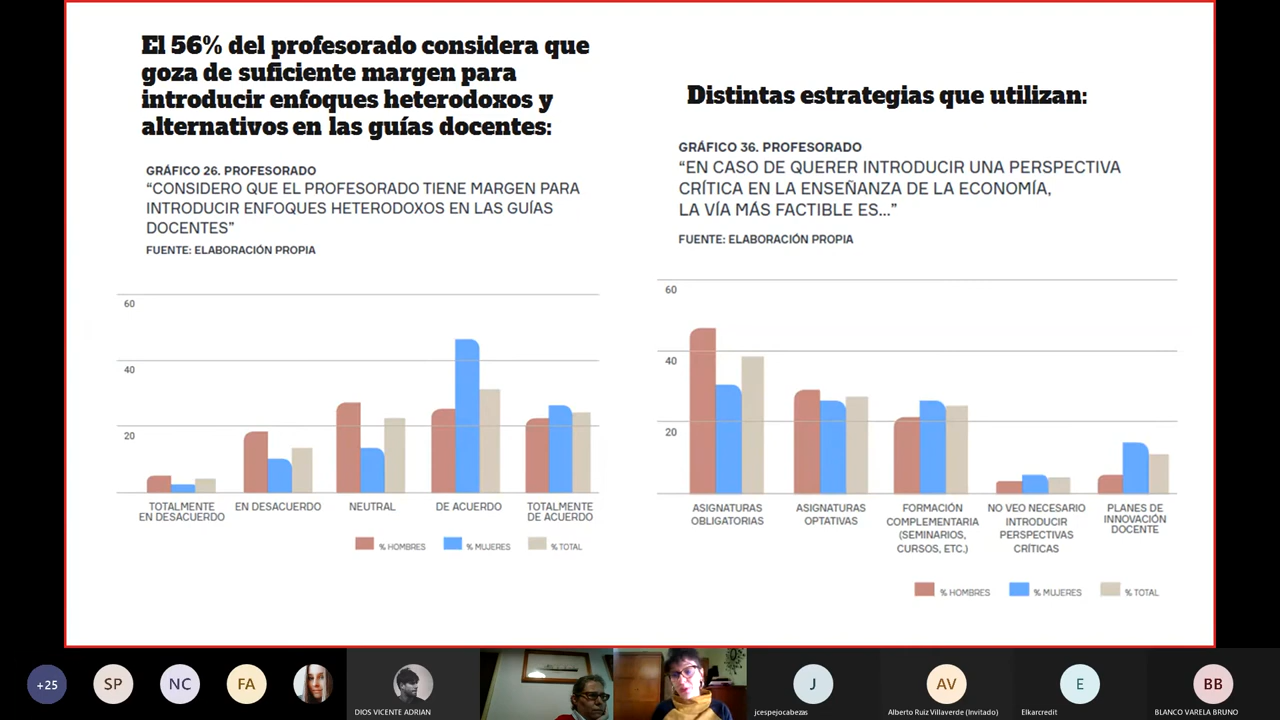 El 56% del profesorado considera que
goza de suficiente margen para
introducir enfoques heterodoxos y
alternativos en las guías docentes:
GRÁFICO 26. PROFESORADO
“CONSIDERO QUE EL PROFESORADO TIENE MARGEN PARA
INTRODUCIR ENFOQUES HETERODOXOS EN LAS GUÍAS
DOCENTES”
FUENTE: ELABORACIÓN PROPIA
60
40
20
TOTALMENTE
EN DESACUERDO
EN DESACUERDO
NEUTRAL
DE ACUERDO
TOTALMENTE
DE ACUERDO
% HOMBRES
% MUJERES
% TOTAL
Distintas estrategias que utilizan:
GRÁFICO 36. PROFESORADO
“EN CASO DE QUERER INTRODUCIR UNA PERSPECTIVA
CRÍTICA EN LA ENSEÑANZA DE LA ECONOMÍA,
LA VÍA MÁS FACTIBLE ES...”
FUENTE: ELABORACIÓN PROPIA
60
40
20
ASIGNATURAS
OBLIGATORIAS
ASIGNATURAS
OPTATIVAS
FORMACIÓN
COMPLEMENTARIA
(SEMINARIOS,
CURSOS, ETC.)
NO VEO NECESARIO
INTRODUCIR
PERSPECTIVAS
CRÍTICAS
PLANES DE
INNOVACIÓN
DOCENTE
% HOMBRES
% MUJERES
% TOTAL
+25
SP
NC
FA
DIOS VICENTE ADRIAN
J
jcespejocabezas
AV
Alberto Ruiz Villaverde (Invitado)
E
Elkarcredit
BB
BLANCO VARELA BRUNO